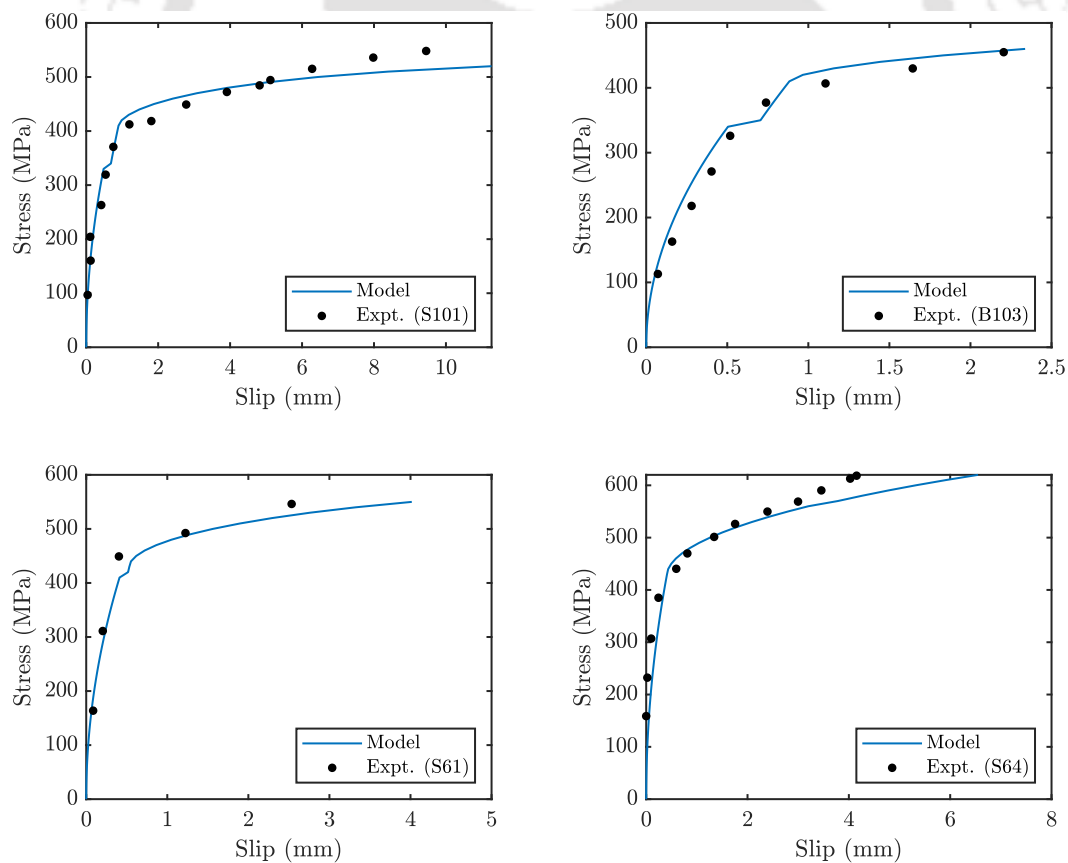 600
500
400
300
200
100
0
Stress (MPa)
0 2 4 6 8 10
Slip (mm)
Model
Expt. (S101)
500
400
300
200
100
0
Stress (MPa)
0 0.5 1 1.5 2 2.5
Slip (mm)
Model
Expt. (B103)
600
500
400
300
200
100
0
Stress (MPa)
0 1 2 3 4 5
Slip (mm)
Model
Expt. (S61)
600
500
400
300
200
100
0
Stress (MPa)
0 2 4 6 8
Slip (mm)
Model
Expt. (S64)